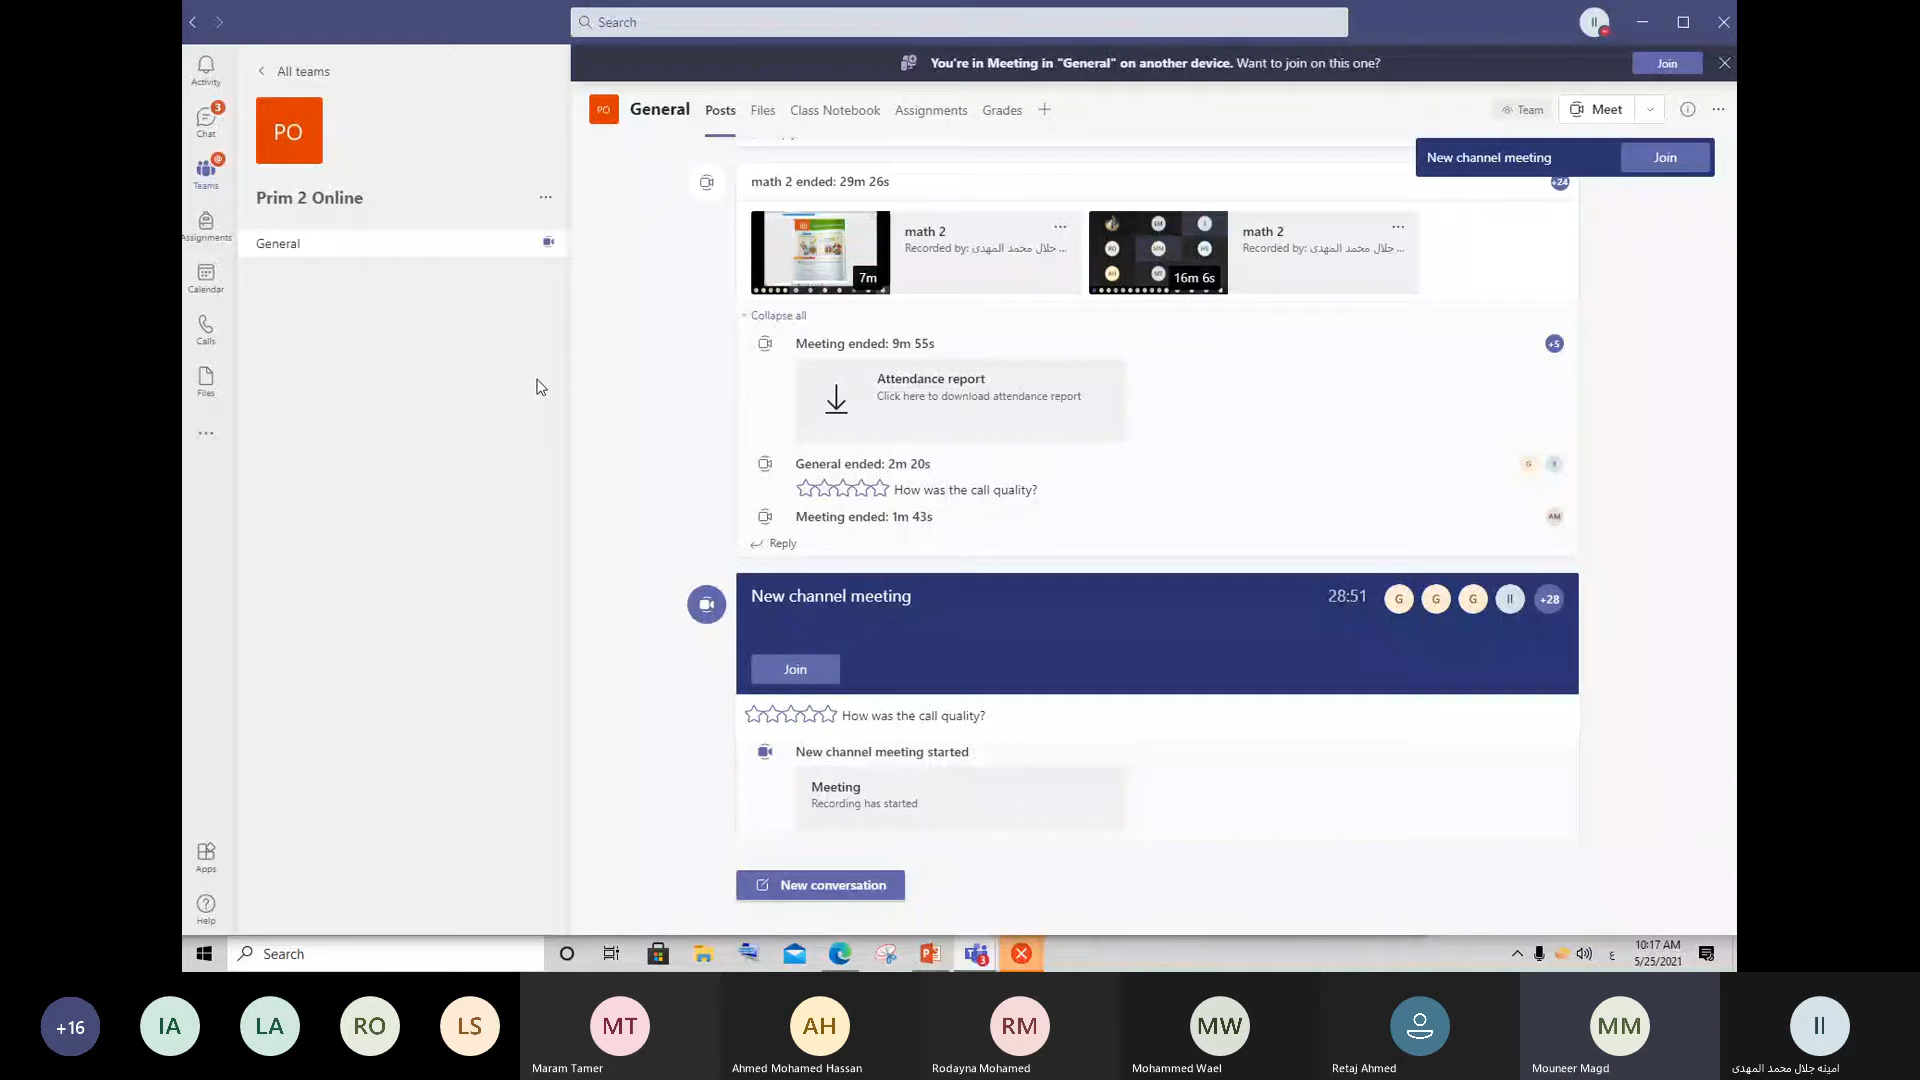 Search
II
You're in Meeting in "General" on another device. Want to join on this one?
Join
Activity
3
Chat
@
Teams
Assignments
Calendar
Calls
Files
Apps
Help
All teams
PO
Prim 2 Online
General
PO
General
Posts
Files
Class Notebook
Assignments
Grades
Team
Meet
New channel meeting
Join
math 2 ended: 29m 26s
+24
7m
math 2
Recorded by: جلال محمد المهدى ...
16m 6s
math 2
Recorded by: جلال محمد المهدى ...
Collapse all
Meeting ended: 9m 55s
+5
Attendance report
Click here to download attendance report
General ended: 2m 20s
G
II
How was the call quality?
Meeting ended: 1m 43s
AM
Reply
New channel meeting
28:51
G
G
G
II
+28
Join
How was the call quality?
New channel meeting started
Meeting
Recording has started
New conversation
Search
3
ع
10:17 AM
5/25/2021
+16
IA
LA
RO
LS
MT
Maram Tamer
AH
Ahmed Mohamed Hassan
RM
Rodayna Mohamed
MW
Mohammed Wael
Retaj Ahmed
MM
Mouneer Magd
II
امينه جلال محمد المهدى